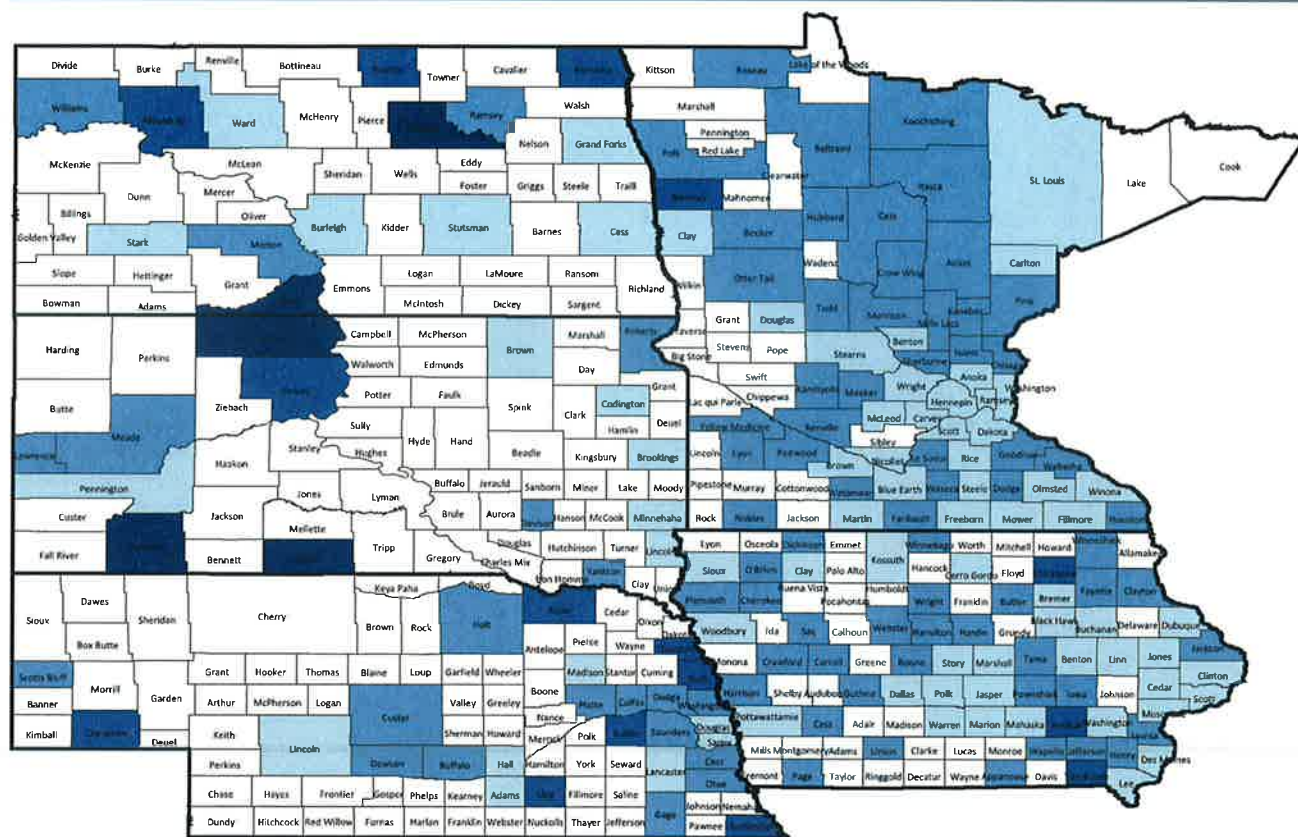 Divide
Burke
Renville
Bottineau
Towner
Cavalier
Kittson
Roseau
Lake of the Woods
Williams
Ward
McHenry
Pierce
Ramsey
Walsh
Marshall
Pennington
Koochiching
Polk
Red Lake
Beltrami
Clearwater
St. Louis
Lake
Cook
McKenzie
McLean
Sheridan
Wells
Eddy
Foster
Nelson
Grand Forks
Griggs
Steele
Traill
Mahnomen
Itasca
Dunn
Mercer
Oliver
Billings
Golden Valley
Stark
Morton
Burleigh
Kidder
Stutsman
Barnes
Cass
Clay
Becker
Hubbard
Cass
Slope
Hettinger
Grant
Emmons
Logan
LaMoure
Ransom
Richland
Wilkin
Otter Tail
Wadena
Crow Wing
Aitkin
Carlton
Pine
Bowman
Adams
McIntosh
Dickey
Sargent
Grant
Douglas
Todd
Morrison
Kanabec
Mille Lacs
Harding
Perkins
Campbell
McPherson
Brown
Marshall
Roberts
Traverse
Big Stone
Stevens
Pope
Stearns
Benton
Isanti
Sherburne
Walworth
Edmunds
Day
Grant
Swift
Kandiyohi
Meeker
Wright
Anoka
Washington
Hennepin
Ramsey
Butte
Ziebach
Potter
Faulk
Spink
Clark
Codington
Hamlin
Deuel
Lac qui Parle
Chippewa
Yellow Medicine
Renville
McLeod
Carver
Scott
Dakota
Sibley
Meade
Lawrence
Sully
Hyde
Hand
Beadle
Kingsbury
Brookings
Lincoln
Lyon
Redwood
Brown
Nicollet
Le Sueur
Rice
Goodhue
Wabasha
Haakon
Stanley
Hughes
Pennington
Jones
Lyman
Buffalo
Jerauld
Sanborn
Miner
Lake
Moody
Pipestone
Murray
Cottonwood
Watonwan
Blue Earth
Waseca
Steele
Dodge
Olmsted
Winona
Custer
Jackson
Mellette
Brule
Aurora
Davison
Hanson
McCook
Minnehaha
Rock
Nobles
Jackson
Martin
Faribault
Freeborn
Mower
Fillmore
Houston
Fall River
Bennett
Tripp
Gregory
Douglas
Charles Mix
Hutchinson
Turner
Lincoln
Bon Homme
Yankton
Clay
Union
Lyon
Osceola
Dickinson
Emmet
Winnebago
Worth
Mitchell
Howard
Winneshiek
Allamakee
Sioux
O'Brien
Clay
Palo Alto
Kossuth
Hancock
Cerro Gordo
Floyd
Fayette
Clayton
Plymouth
Cherokee
Buena Vista
Pocahontas
Humboldt
Wright
Franklin
Butler
Bremer
Sioux
Dawes
Sheridan
Box Butte
Cherry
Keya Paha
Boyd
Brown
Rock
Holt
Cedar
Dixon
Dakota
Antelope
Pierce
Wayne
Woodbury
Ida
Sac
Calhoun
Webster
Hamilton
Hardin
Grundy
Black Hawk
Buchanan
Delaware
Dubuque
Scotts Bluff
Banner
Morrill
Garden
Grant
Hooker
Thomas
Blaine
Loup
Garfield
Wheeler
Madison
Stanton
Cuming
Monona
Crawford
Carroll
Greene
Boone
Story
Marshall
Tama
Benton
Linn
Jones
Jackson
Arthur
McPherson
Logan
Custer
Valley
Greeley
Boone
Nance
Platte
Colfax
Dodge
Washington
Harrison
Shelby
Audubon
Guthrie
Dallas
Polk
Jasper
Poweshiek
Iowa
Johnson
Cedar
Clinton
Scott
Kimball
Cheyenne
Deuel
Keith
Lincoln
Sherman
Howard
Merrick
Polk
Butler
Saunders
Douglas
Sarpy
Pottawattamie
Cass
Adair
Madison
Warren
Marion
Mahaska
Washington
Perkins
Dawson
Buffalo
Hall
Hamilton
York
Seward
Lancaster
Cass
Otoe
Mills
Montgomery
Adams
Union
Clarke
Lucas
Monroe
Wapello
Jefferson
Henry
Des Moines
Chase
Hayes
Frontier
Gosper
Phelps
Kearney
Adams
Clay
Fillmore
Saline
Gage
Johnson
Nemaha
Fremont
Page
Taylor
Ringgold
Decatur
Wayne
Appanoose
Davis
Lee
Dundy
Hitchcock
Red Willow
Furnas
Harlan
Franklin
Webster
Nuckolls
Thayer
Jefferson
Pawnee